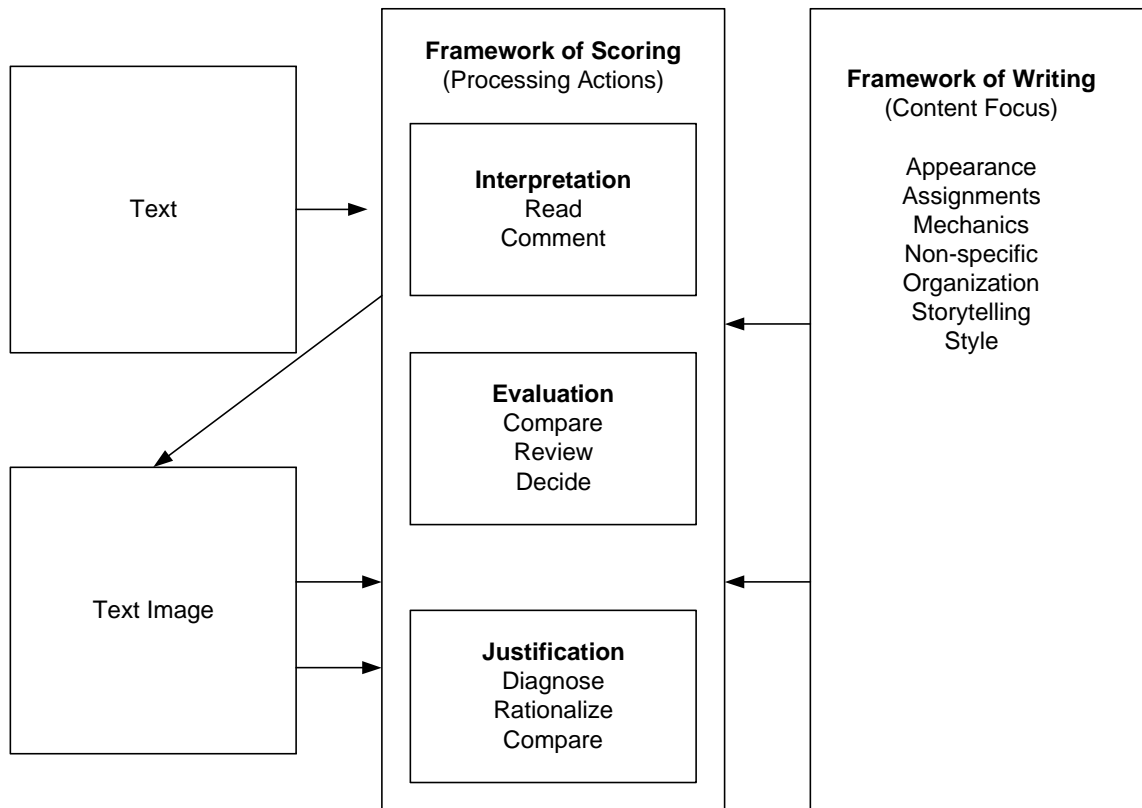 Text
Text Image
Framework of Scoring
(Processing Actions)
Interpretation
Read
Comment
Evaluation
Compare
Review
Decide
Justification
Diagnose
Rationalize
Compare
Framework of Writing
(Content Focus)
Appearance
Assignments
Mechanics
Non-specific
Organization
Storytelling
Style